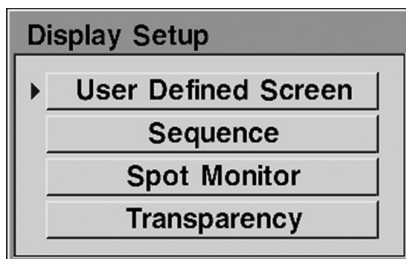 Display Setup
User Defined Screen
Sequence
Spot Monitor
Transparency